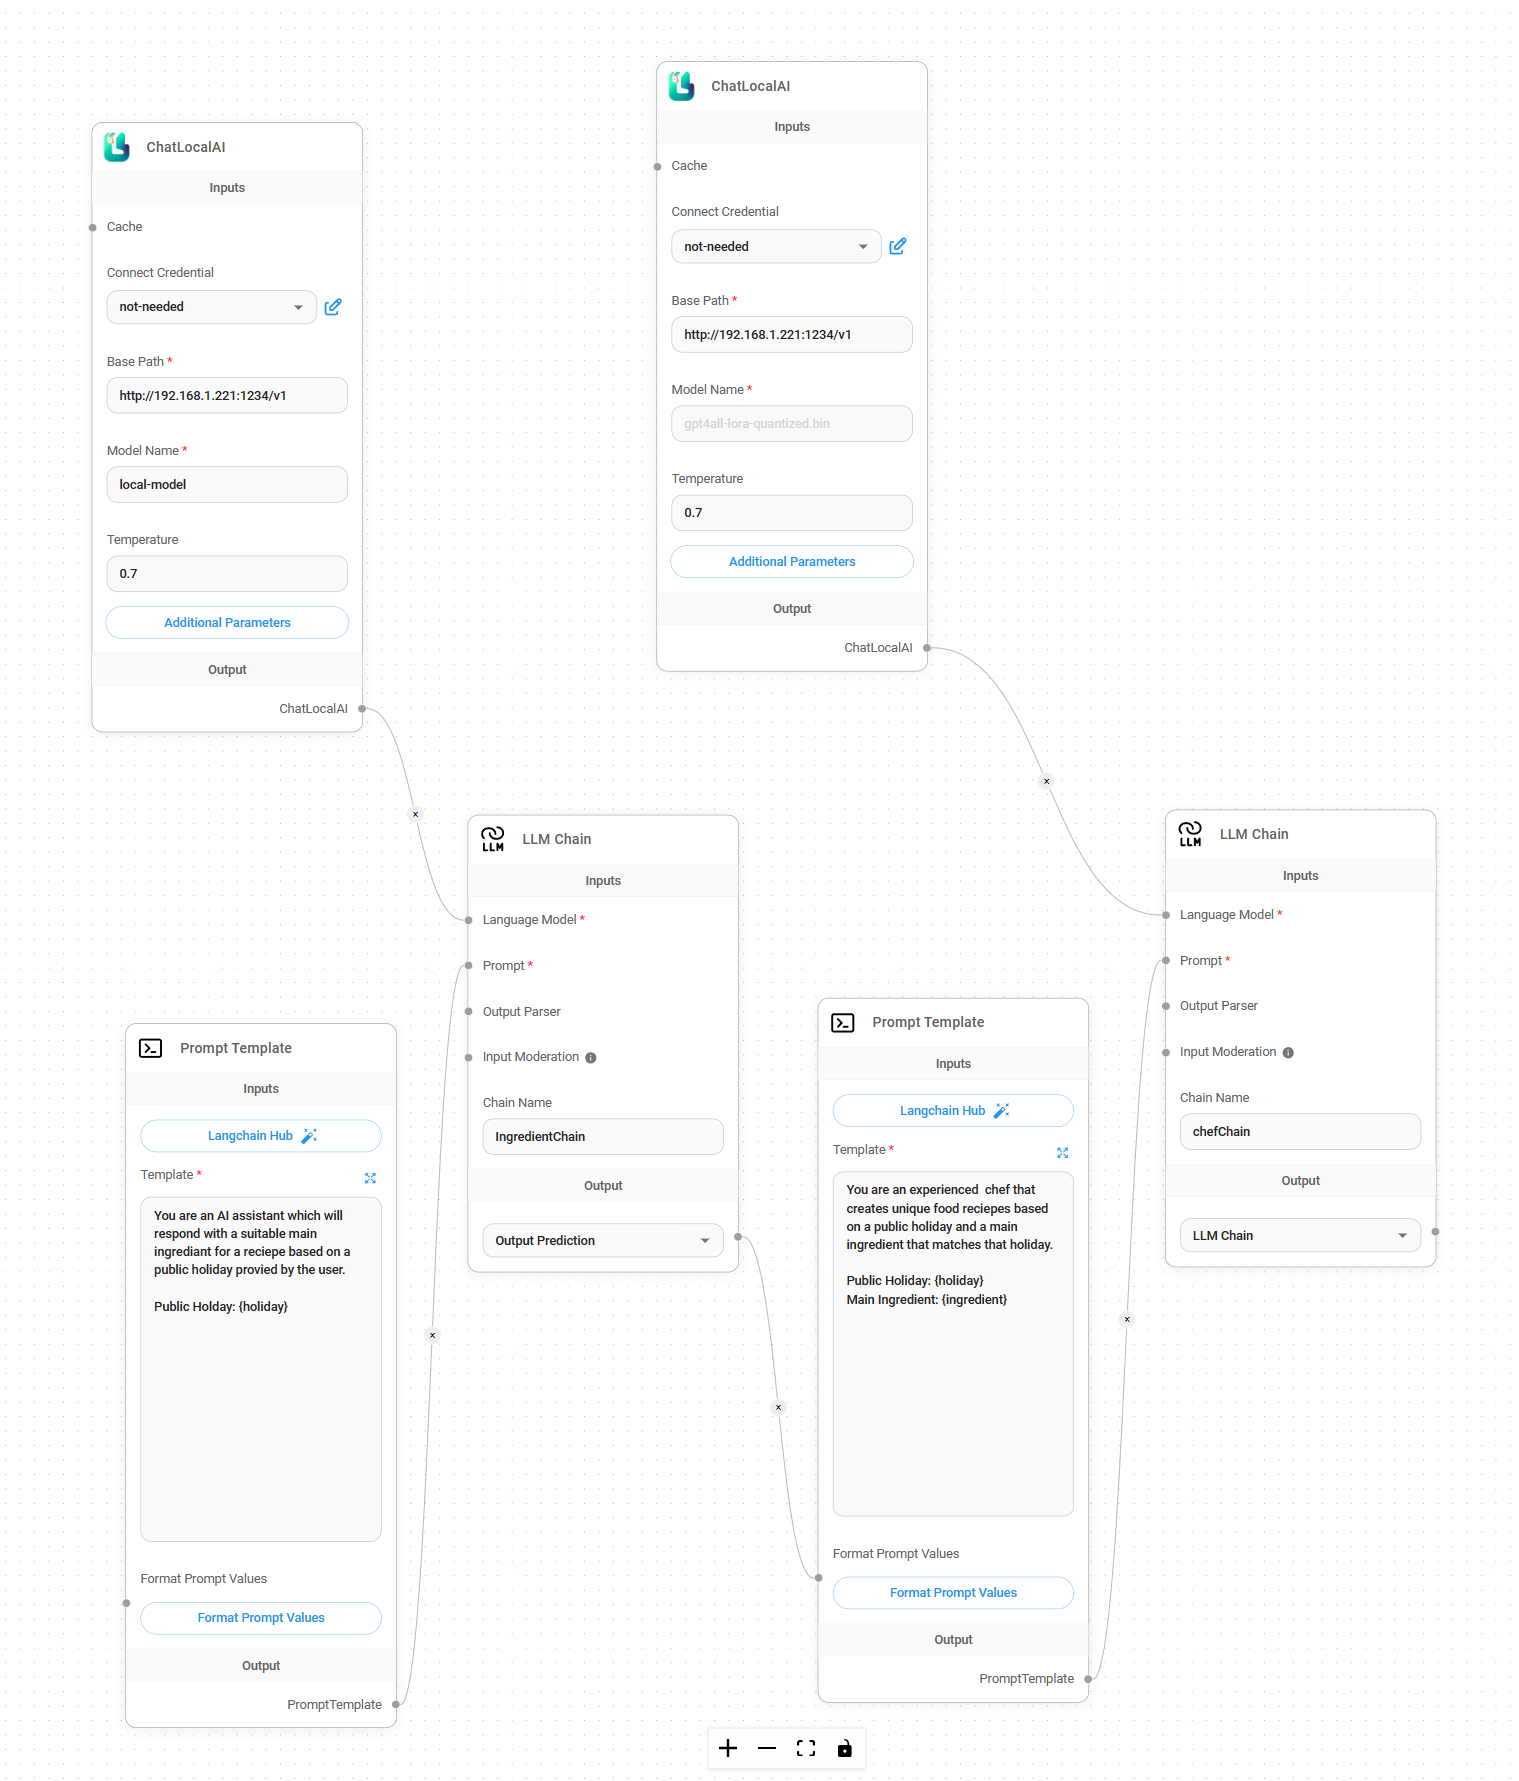 ChatLocalAI
Inputs
Cache
Connect Credential
not-needed
Base Path *
http://192.168.1.221:1234/v1
Model Name *
local-model
Temperature
0.7
Additional Parameters
Output
ChatLocalAI
ChatLocalAI
Inputs
Cache
Connect Credential
not-needed
Base Path *
http://192.168.1.221:1234/v1
Model Name *
gpt4all-lora-quantized.bin
Temperature
0.7
Additional Parameters
Output
ChatLocalAI
LLM
LLM Chain
Inputs
Language Model *
Prompt *
Output Parser
Input Moderation
Chain Name
IngredientChain
Output
Output Prediction
LLM
LLM Chain
Inputs
Language Model *
Prompt *
Output Parser
Input Moderation
Chain Name
chefChain
Output
LLM Chain
Prompt Template
Inputs
Langchain Hub
Template *
You are an AI assistant which will
respond with a suitable main
ingrediant for a reciepe based on a
public holiday provied by the user.
Public Holday: {holiday}
Format Prompt Values
Format Prompt Values
Output
PromptTemplate
Prompt Template
Inputs
Langchain Hub
Template *
You are an experienced  chef that
creates unique food reciepes based
on a public holiday and a main
ingredient that matches that holiday.
Public Holiday: {holiday}
Main Ingredient: {ingredient}
Format Prompt Values
Format Prompt Values
Output
PromptTemplate